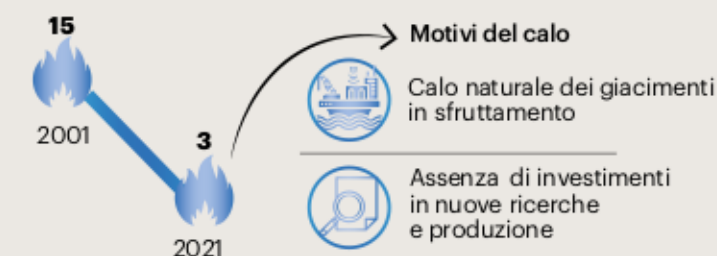 15
2001
3
2021
Motivi del calo
Calo naturale dei giacimenti
in sfruttamento
Assenza di investimenti
in nuove ricerche
e produzione